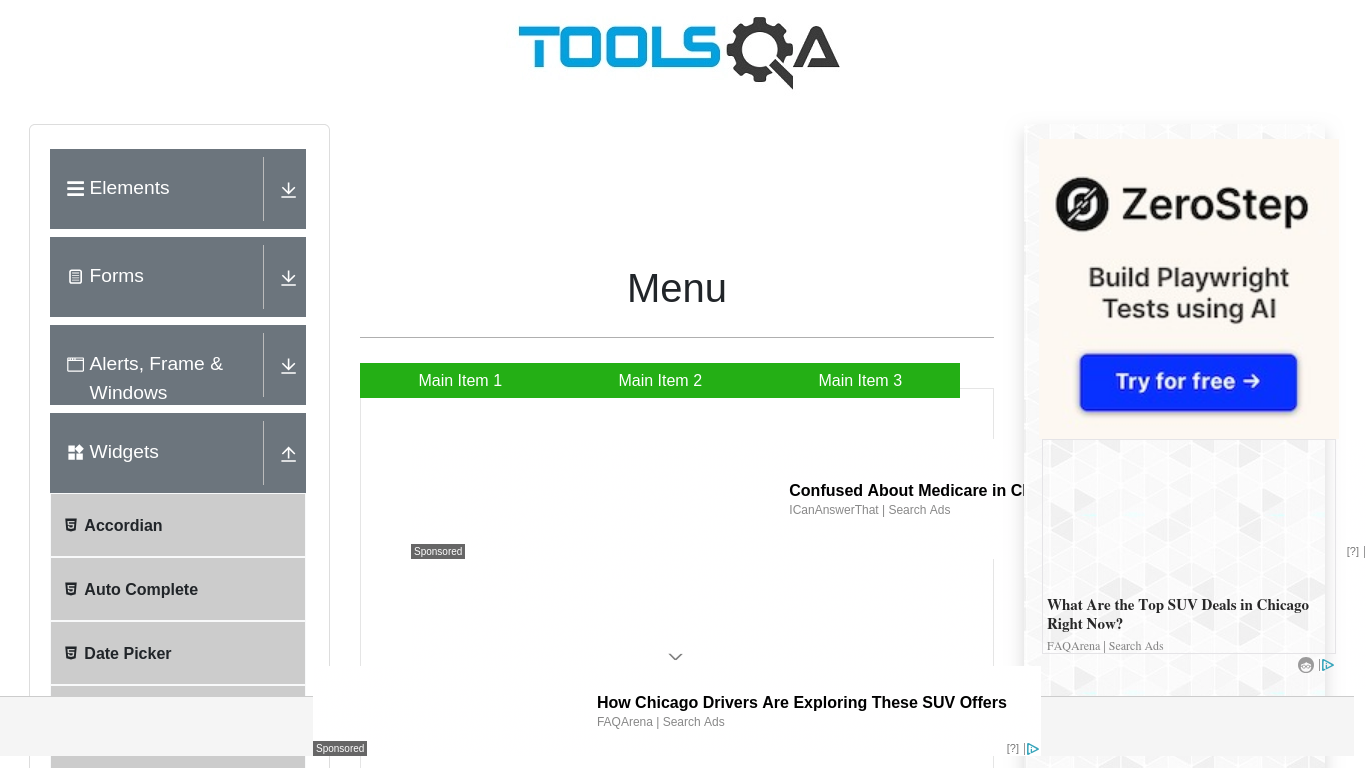 TOOLSQA
Elements
Forms
Alerts, Frame &
Windows
Widgets
Accordian
Auto Complete
Date Picker
Menu
Main Item 1
Main Item 2
Main Item 3
Confused About Medicare in Cl
ICanAnswerThat | Search Ads
Sponsored
[?]
How Chicago Drivers Are Exploring These SUV Offers
FAQArena | Search Ads
Sponsored
[?]
ZeroStep
Build Playwright
Tests using AI
Try for free →
What Are the Top SUV Deals in Chicago
Right Now?
FAQArena | Search Ads